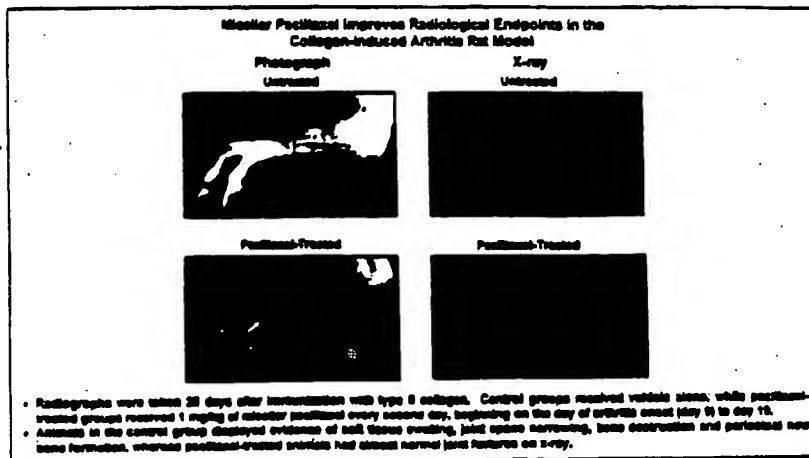 Micellar Paclitaxel Improves Radiological Endpoints in the
Collagen-Induced Arthritis Rat Model
Photograph X-ray
Untreated Untreated
Paclitaxel-Treated Paclitaxel-Treated
• Radiographs were taken 28 days after immunization with type II collagen. Control groups received vehicle alone; while paclitaxel-
treated groups received 1 mg/kg of micellar paclitaxel every second day, beginning on the day of arthritis onset (day 9) to day 19.
• Animals in the control group displayed evidence of soft tissue swelling, joint space narrowing, bone destruction and periosteal new
bone formation, whereas paclitaxel-treated animals had almost normal joint features on x-ray.